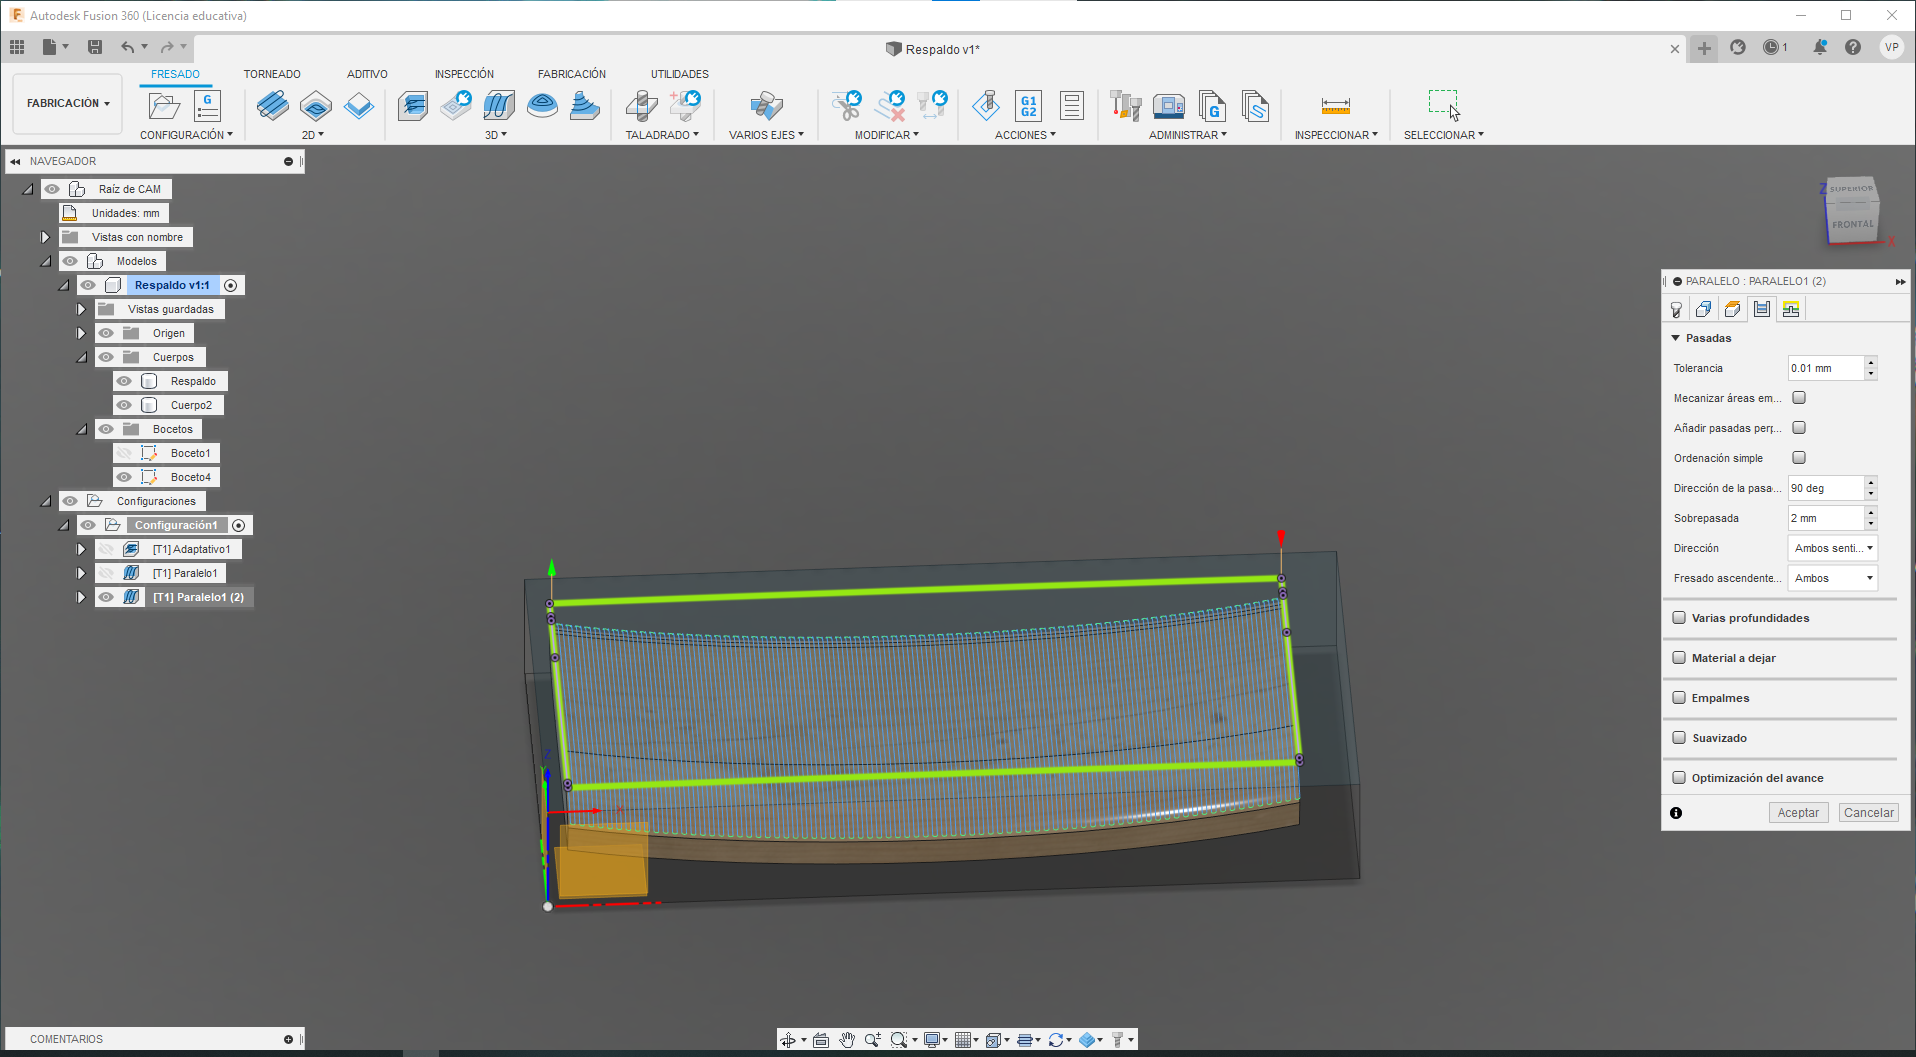 Autodesk Fusion 360 (Licencia educativa)
Respaldo v1*
1
VP
FABRICACIÓN
FRESADO
TORNEADO
ADITIVO
INSPECCIÓN
FABRICACIÓN
UTILIDADES
G
G1
G2
G
CONFIGURACIÓN
2D
3D
TALADRADO
VARIOS EJES
MODIFICAR
ACCIONES
ADMINISTRAR
INSPECCIONAR
SELECCIONAR
NAVEGADOR
Raíz de CAM
Unidades: mm
Vistas con nombre
Modelos
Respaldo v1:1
Vistas guardadas
Origen
Cuerpos
Respaldo
Cuerpo2
Bocetos
Boceto1
Boceto4
Configuraciones
Configuración1
[T1] Adaptativo1
[T1] Paralelo1
[T1] Paralelo1 (2)
Z
SUPERIOR
FRONTAL
X
PARALELO : PARALELO1 (2)
Pasadas
Tolerancia 0.01 mm
Mecanizar áreas em...
Añadir pasadas perp...
Ordenación simple
Dirección de la pasa... 90 deg
Sobrepasada 2 mm
Dirección Ambos senti...
Fresado ascendente... Ambos
Varias profundidades
Material a dejar
Empalmes
Suavizado
Optimización del avance
Aceptar Cancelar
Z
Y
X
COMENTARIOS